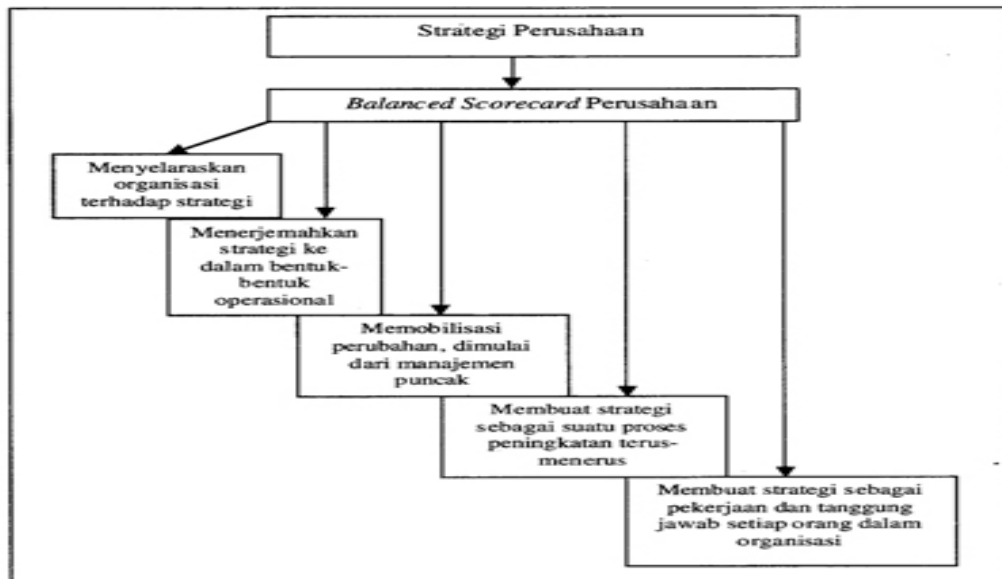 Strategi Perusahaan
Balanced Scorecard Perusahaan
Menyelaraskan
organisasi
terhadap strategi
Menerjemahkan
strategi ke
dalam bentuk-
bentuk
operasional
Memobilisasi
perubahan, dimulai
dari manajemen
puncak
Membuat strategi
sebagai suatu proses
peningkatan terus-
menerus
Membuat strategi sebagai
pekerjaan dan tanggung
jawab setiap orang dalam
organisasi